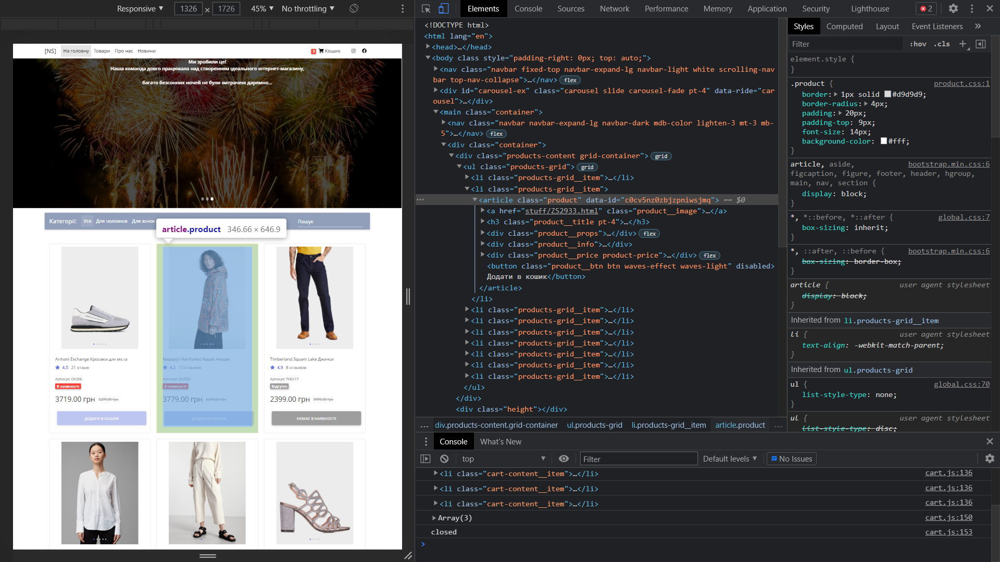 Responsive ▼ 1326 × 1726 45% ▼ No throttling ▼
[NS] На головну Товари Про нас Новини 3 Кошик
Ми зробили це!
Наша команда довго працювала над створенням ідеального інтернет-магазину,
багато безсонних ночей не були витрачені даремно...
Категорії: Усе Для чоловіків Для жінок Пошук
article.product 346.66 × 646.9
Armani Exchange Кросівки для міста
4,5 21 отзыв
Артикул: OV206
В наявності
3719.00 грн 5299.00 грн
ДОДАТИ В КОШИК
Napapijri Rainforest Napali Анорак
4,2 13 отзывов
Артикул: ZS2933
В наявності
3779.00 грн 6299.00 грн
ДОДАТИ В КОШИК
Timberland Squam Lake Джинси
4,9 8 отзывов
Артикул: TH6117
Відсутні
2399.00 грн 3999.00 грн
НЕМАЄ В НАЯВНОСТІ
Elements Console Sources Network Performance Memory Application Security Lighthouse 2
<!DOCTYPE html>
<html lang="en">
<head>…</head>
<body class style="padding-right: 0px; top: auto;">
<nav class="navbar fixed-top navbar-expand-lg navbar-light white scrolling-nav
bar top-nav-collapse">…</nav> flex
<div id="carousel-ex" class="carousel slide carousel-fade pt-4" data-ride="car
ousel">…</div>
<main class="container">
<nav class="navbar navbar-expand-lg navbar-dark mdb-color lighten-3 mt-3 mb-
5">…</nav> flex
<div class="container">
<div class="products-content grid-container"> grid
<ul class="products-grid"> grid
<li class="products-grid__item">…</li>
<li class="products-grid__item">
<article class="product" data-id="c0cv5nz0zbjzpniwsjmq"> == $0
<a href="stuff/ZS2933.html" class="product__image">…</a>
<h3 class="product__title pt-4">…</h3>
<div class="product__props">…</div> flex
<div class="product__info">…</div>
<div class="product__price product-price">…</div> flex
<button class="product__btn btn waves-effect waves-light" disabled>
Додати в кошик</button>
</article>
</li>
<li class="products-grid__item">…</li>
<li class="products-grid__item">…</li>
<li class="products-grid__item">…</li>
<li class="products-grid__item">…</li>
<li class="products-grid__item">…</li>
<li class="products-grid__item">…</li>
<li class="products-grid__item">…</li>
</ul>
</div>
<div class="height"></div>
... div.products-content.grid-container ul.products-grid li.products-grid__item article.product ...
Styles Computed Layout Event Listeners »
Filter :hov .cls +
element.style {
}
.product { product.css:1
border: 1px solid #d9d9d9;
border-radius: 4px;
padding: 20px;
padding-top: 9px;
font-size: 14px;
background-color: #fff;
}
article, aside, bootstrap.min.css:6
figcaption, figure, footer, header, hgroup,
main, nav, section {
display: block;
}
*, *::before, *::after { global.css:7
box-sizing: inherit;
}
*, ::after, ::before { bootstrap.min.css:6
box-sizing: border-box;
}
article { user agent stylesheet
display: block;
}
Inherited from li.products-grid__item
li { user agent stylesheet
text-align: -webkit-match-parent;
}
Inherited from ul.products-grid
ul { global.css:70
list-style-type: none;
}
ul { user agent stylesheet
list-style-type: disc;
Console What's New
top ▼ Filter Default levels ▼ No Issues
<li class="cart-content__item">…</li> cart.js:136
<li class="cart-content__item">…</li> cart.js:136
<li class="cart-content__item">…</li> cart.js:136
Array(3) cart.js:150
closed cart.js:153
>